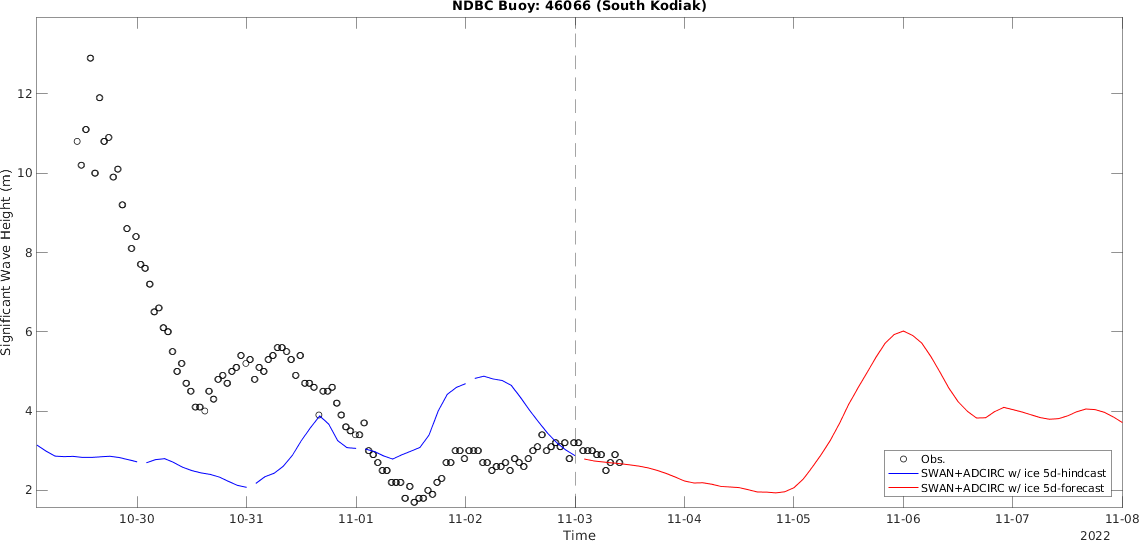 NDBC Buoy: 46066 (South Kodiak)
Significant Wave Height (m)
12
10
8
6
4
2
10-30
10-31
11-01
11-02
11-03
11-04
11-05
11-06
11-07
11-08
Time
2022
Obs.
SWAN+ADCIRC w/ ice 5d-hindcast
SWAN+ADCIRC w/ ice 5d-forecast